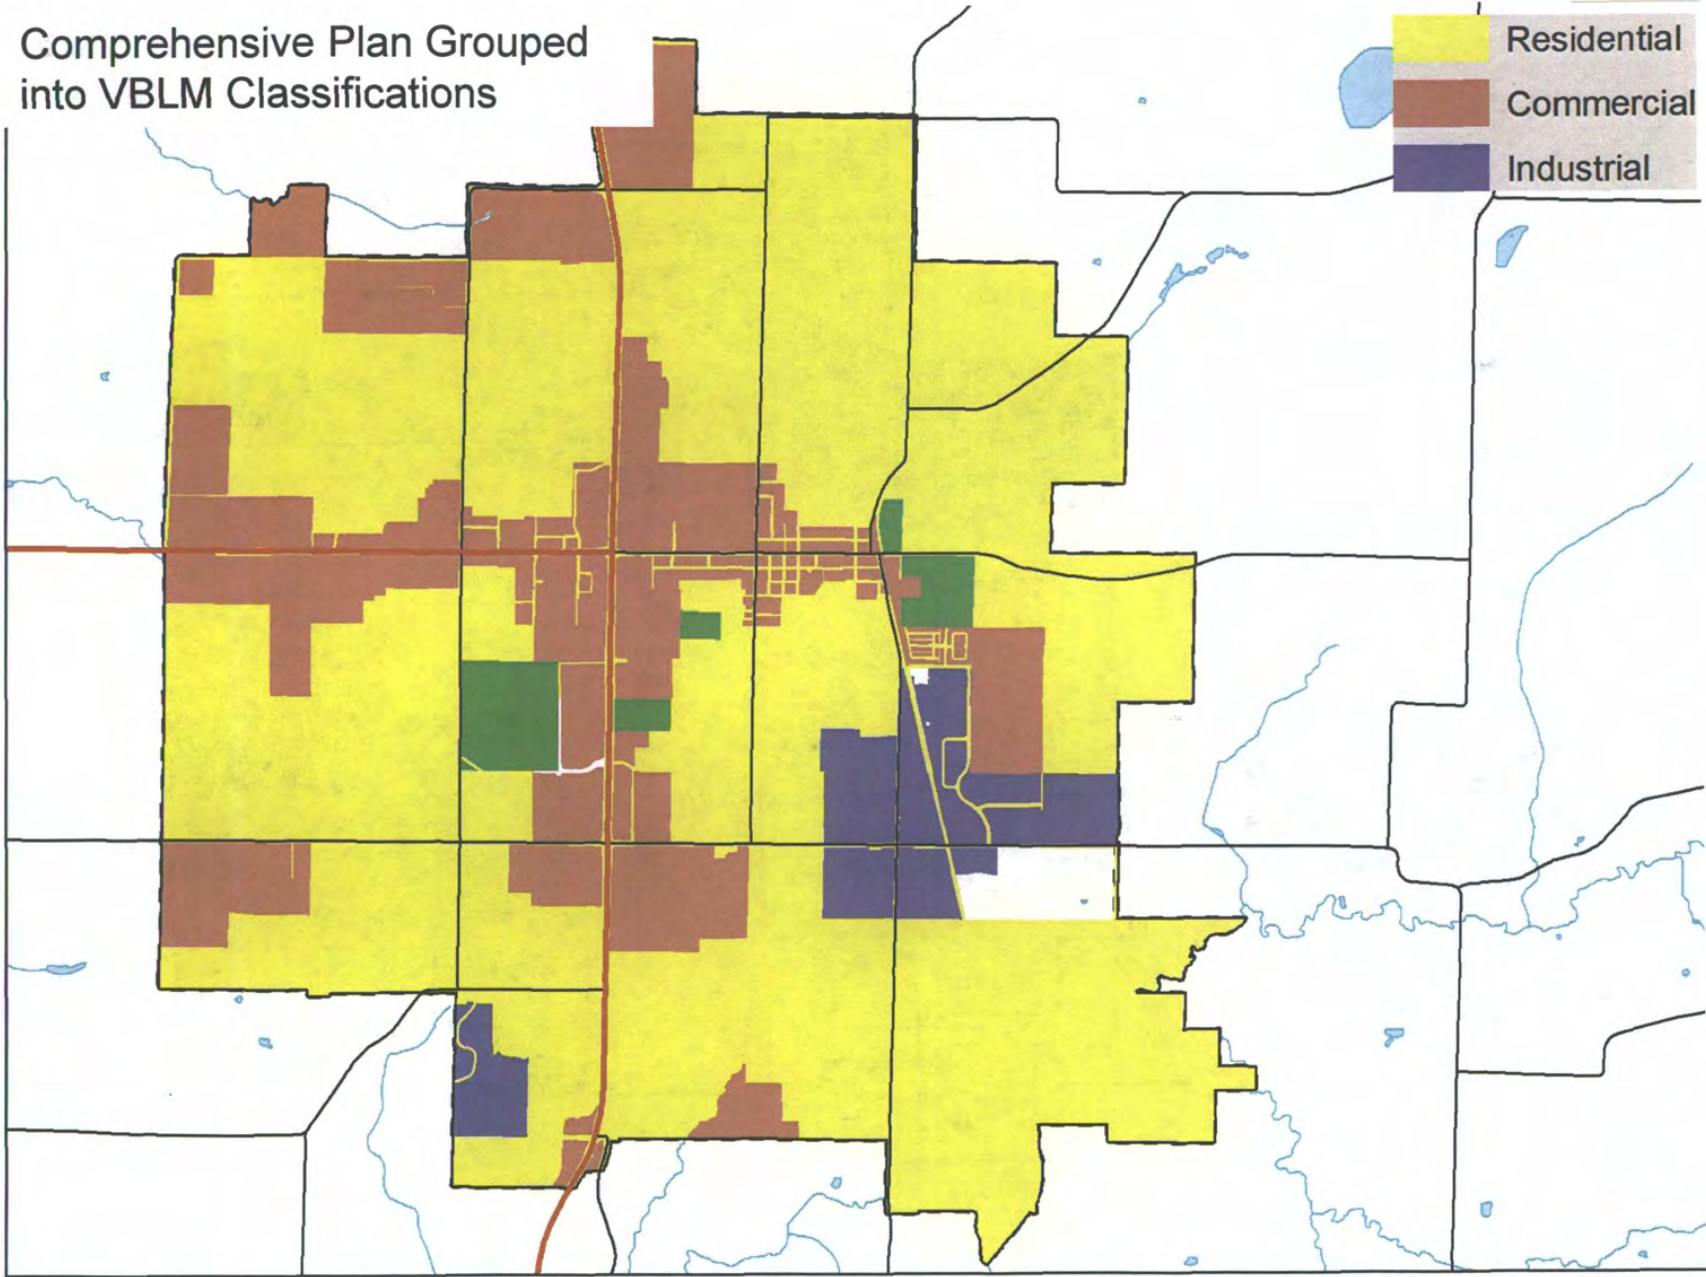 Comprehensive Plan Grouped
into VBLM Classifications
Residential
Commercial
Industrial